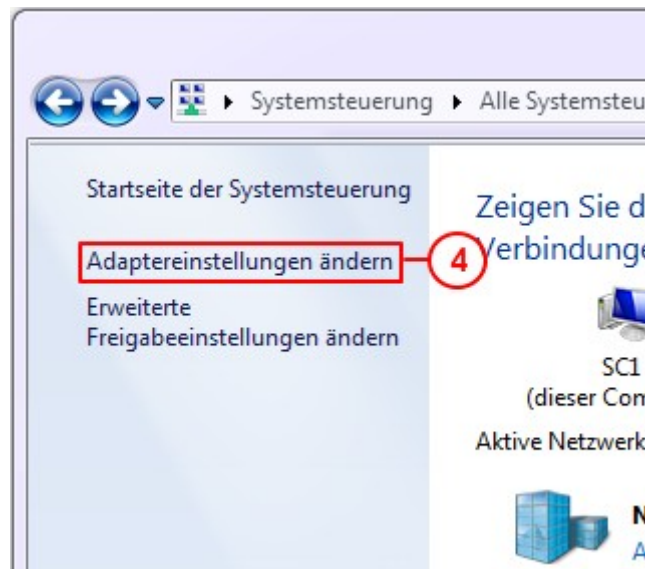 Systemsteuerung Alle Systemsteu
Startseite der Systemsteuerung
Adaptereinstellungen ändern
4
Erweiterte
Freigabeeinstellungen ändern
Zeigen Sie d
Verbindunge
SC1
(dieser Com
Aktive Netzwerk
N
A